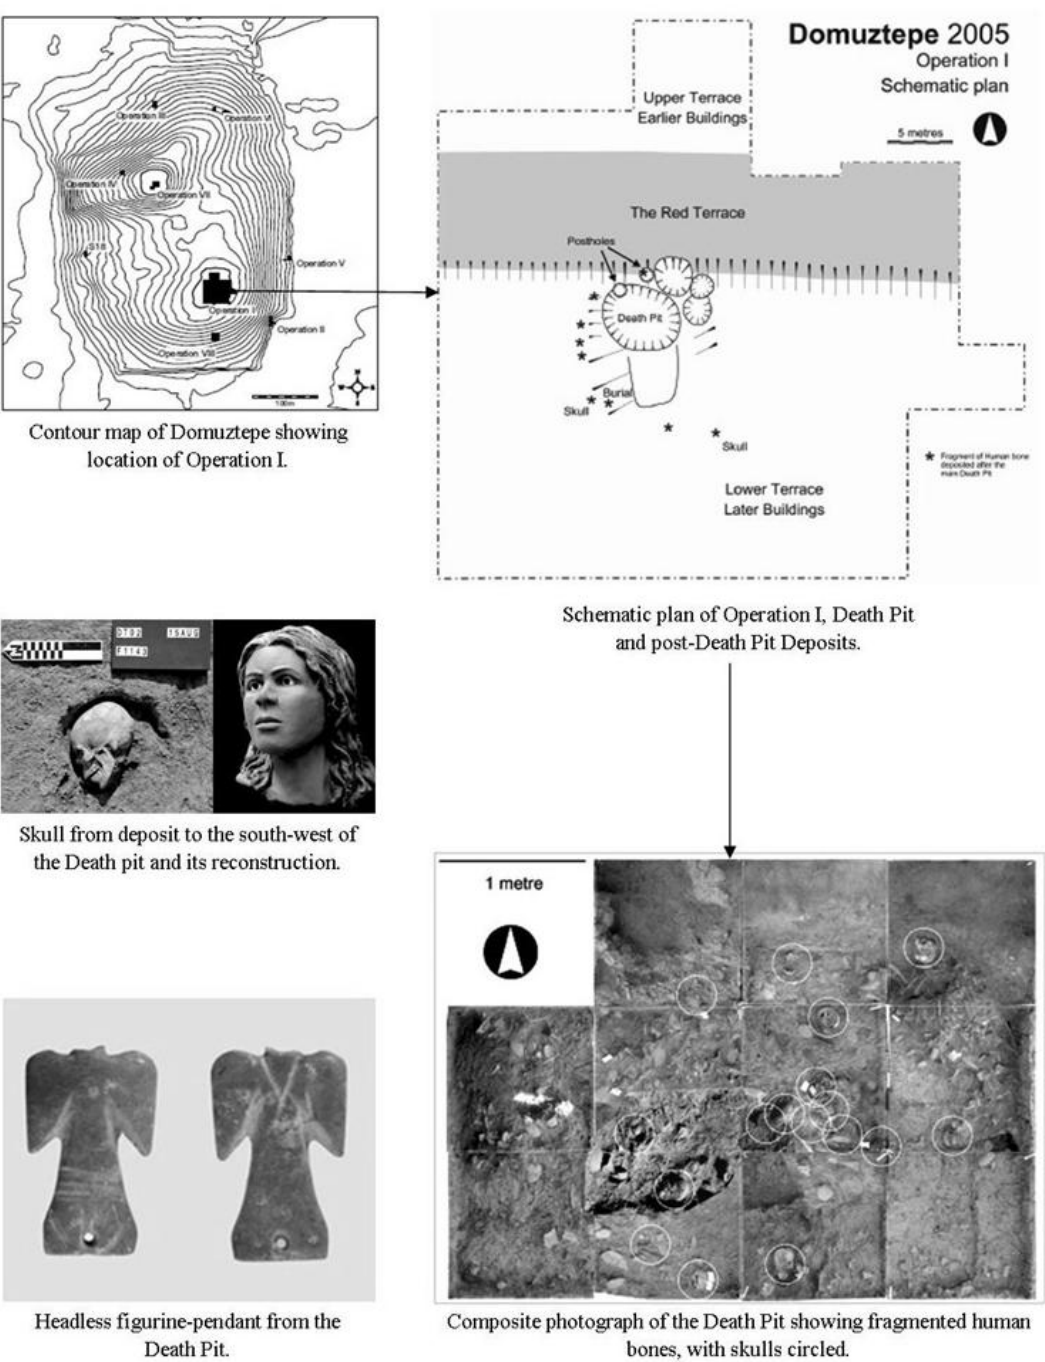 Operation III
Operation VI
Operation IV
Operation VII
S18
Operation V
Operation I
Operation II
Operation VIII
100m
Contour map of Domuztepe showing
location of Operation I.
Domuztepe 2005
Operation I
Schematic plan
5 metres
Upper Terrace
Earlier Buildings
The Red Terrace
Postholes
Death Pit
Burial
Skull
Skull
Fragment of Human bone
deposited after the
main Death Pit
Lower Terrace
Later Buildings
Schematic plan of Operation I, Death Pit
and post-Death Pit Deposits.
DT02 15AUG
F1143
Skull from deposit to the south-west of
the Death pit and its reconstruction.
1 metre
Headless figurine-pendant from the
Death Pit.
Composite photograph of the Death Pit showing fragmented human
bones, with skulls circled.